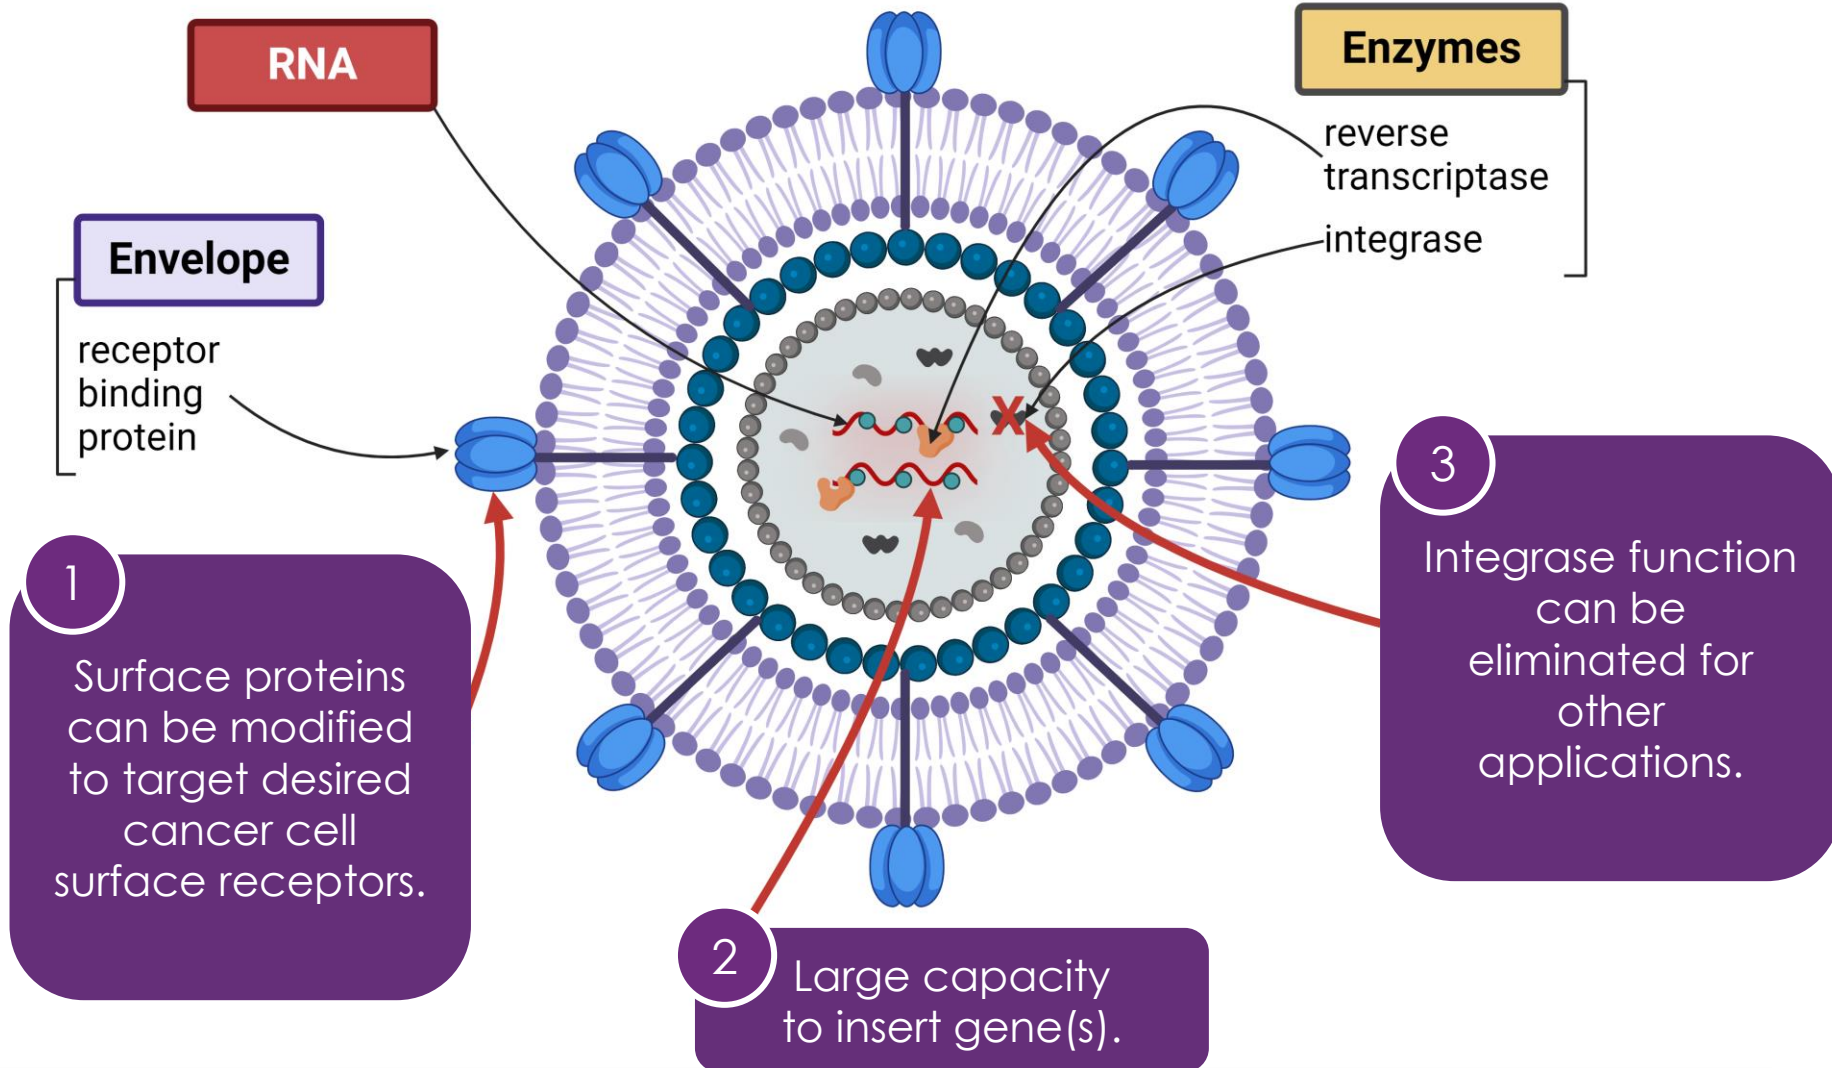 RNA
Enzymes
reverse
transcriptase
integrase
Envelope
receptor
binding
protein
1
Surface proteins
can be modified
to target desired
cancer cell
surface receptors.
2
Large capacity
to insert gene(s).
3
Integrase function
can be
eliminated for
other
applications.
X